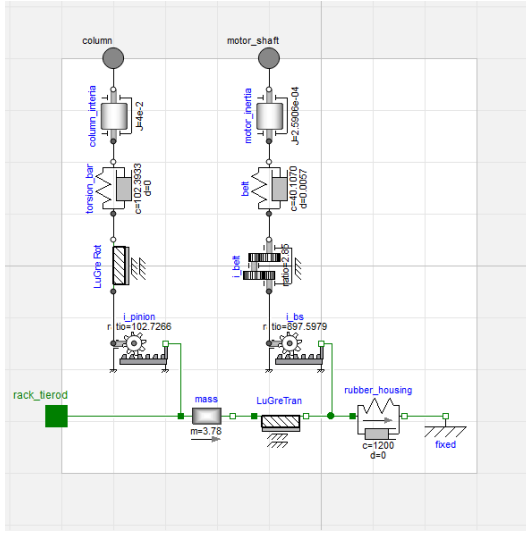 column
motor_shaft
column_interia
J=4e-2
motor_inertia
J=2.5906e-04
torsion_bar
c=102.3933
d=0
belt
c=40.1070
d=0.0057
LuGre Rot
i_belt
ratio=2.85
i_pinion
ratio=102.7266
i_bs
ratio=897.5979
rack_tierod
mass
m=3.78
LuGreTran
rubber_housing
c=1200
d=0
fixed